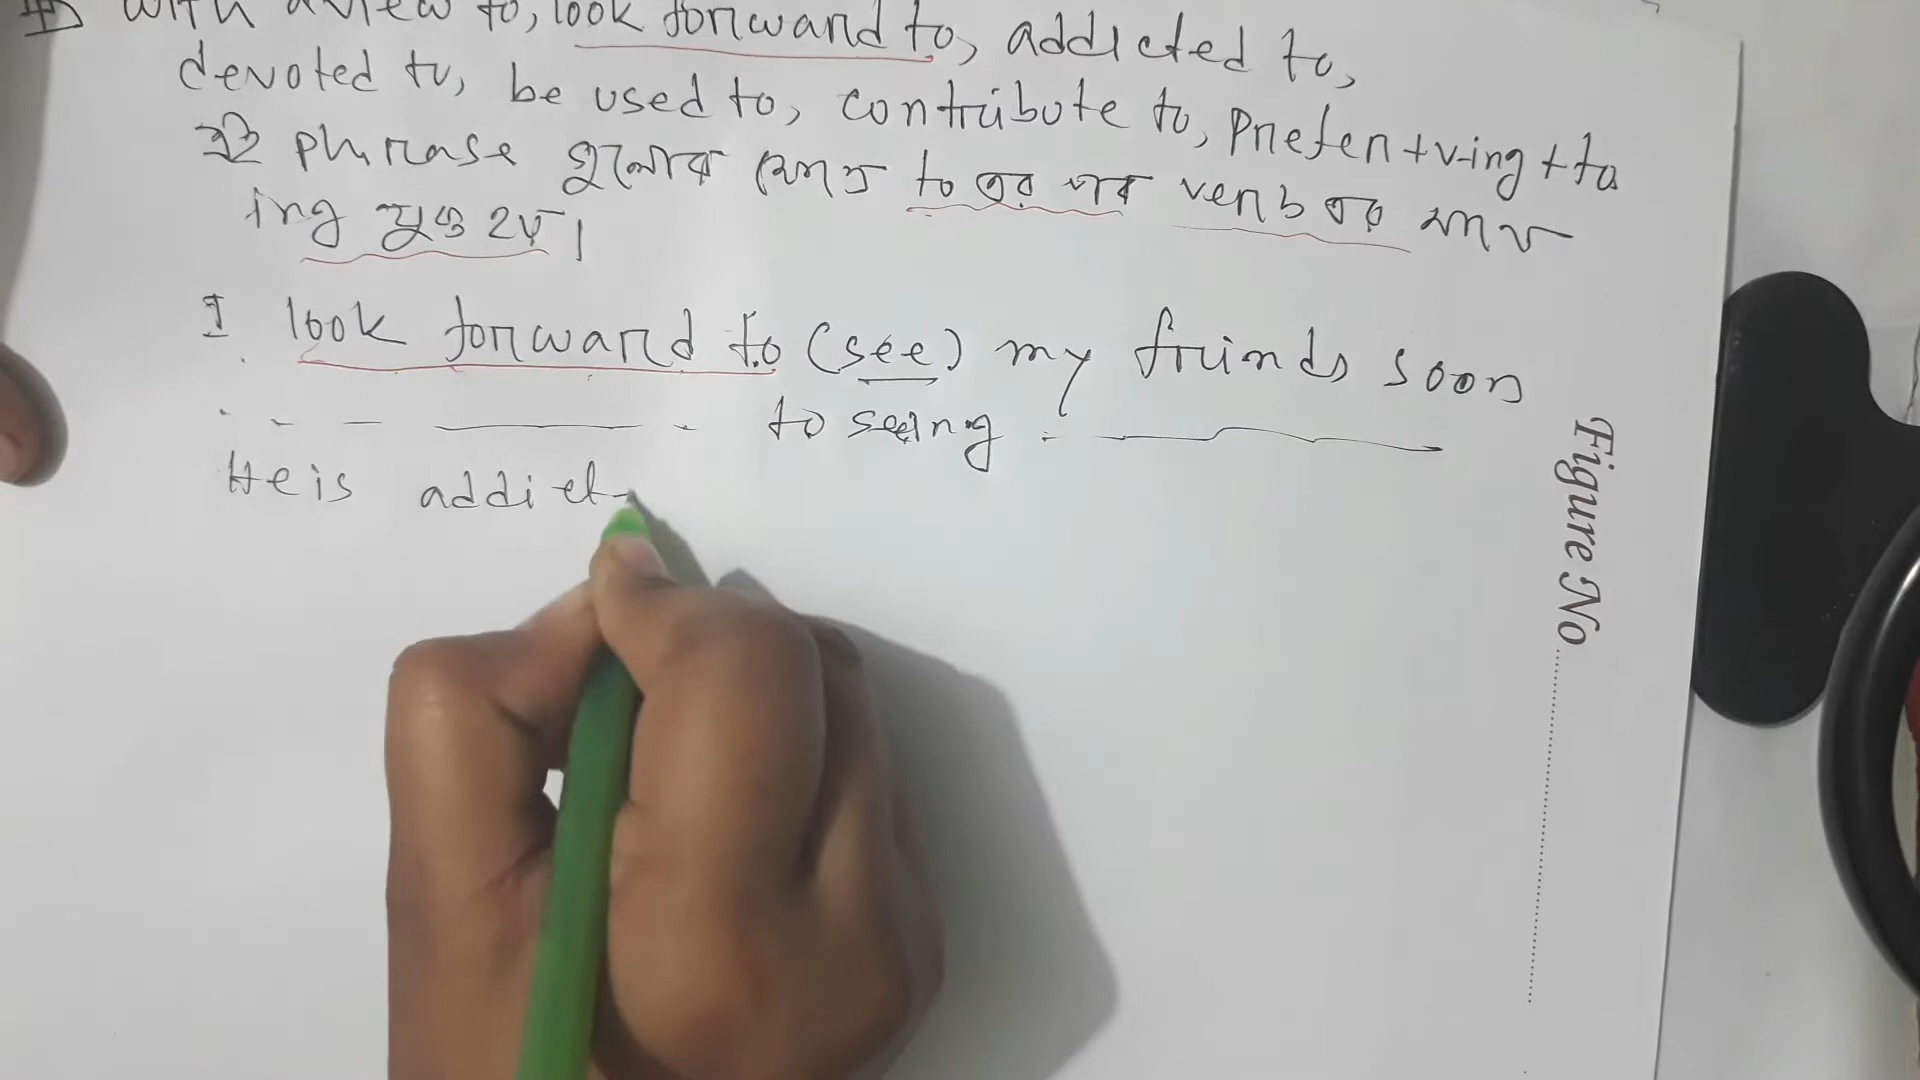 with a view to, look forward to, addicted to,
devoted to, be used to, contribute to, Prefer+v-ing+to
এই phrase গুলোর ক্ষেত্রে to এর পর verb এর সাথে
ing যুক্ত হয়।
I look forward to (see) my friends soon
to seeing
He is addict
Figure No